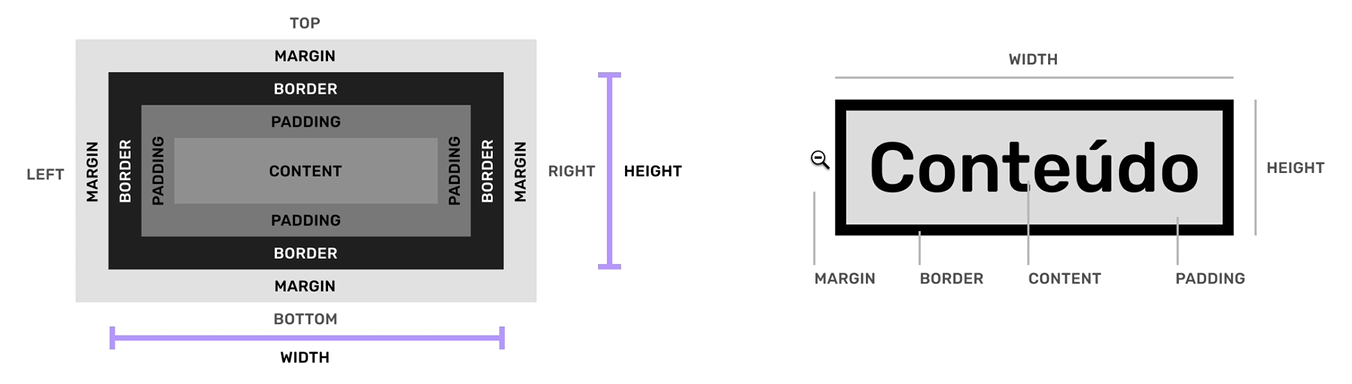 TOP
MARGIN
BORDER
PADDING
LEFT
MARGIN
BORDER
PADDING
CONTENT
PADDING
BORDER
MARGIN
RIGHT
HEIGHT
PADDING
BORDER
MARGIN
BOTTOM
WIDTH
WIDTH
Conteúdo
HEIGHT
MARGIN
BORDER
CONTENT
PADDING